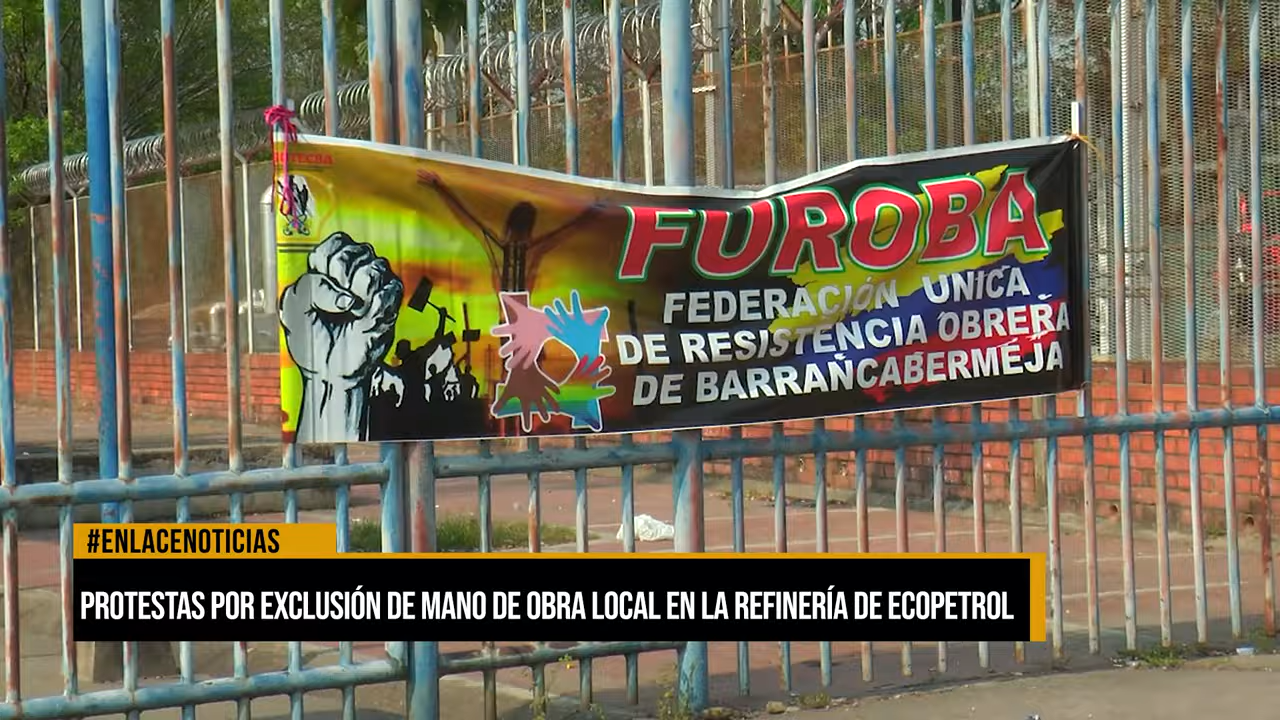 FUROBA
FEDERACIÓN UNICA
DE RESISTENCIA OBRERA
DE BARRANCABERMEJA
#ENLACENOTICIAS
PROTESTAS POR EXCLUSIÓN DE MANO DE OBRA LOCAL EN LA REFINERÍA DE ECOPETROL